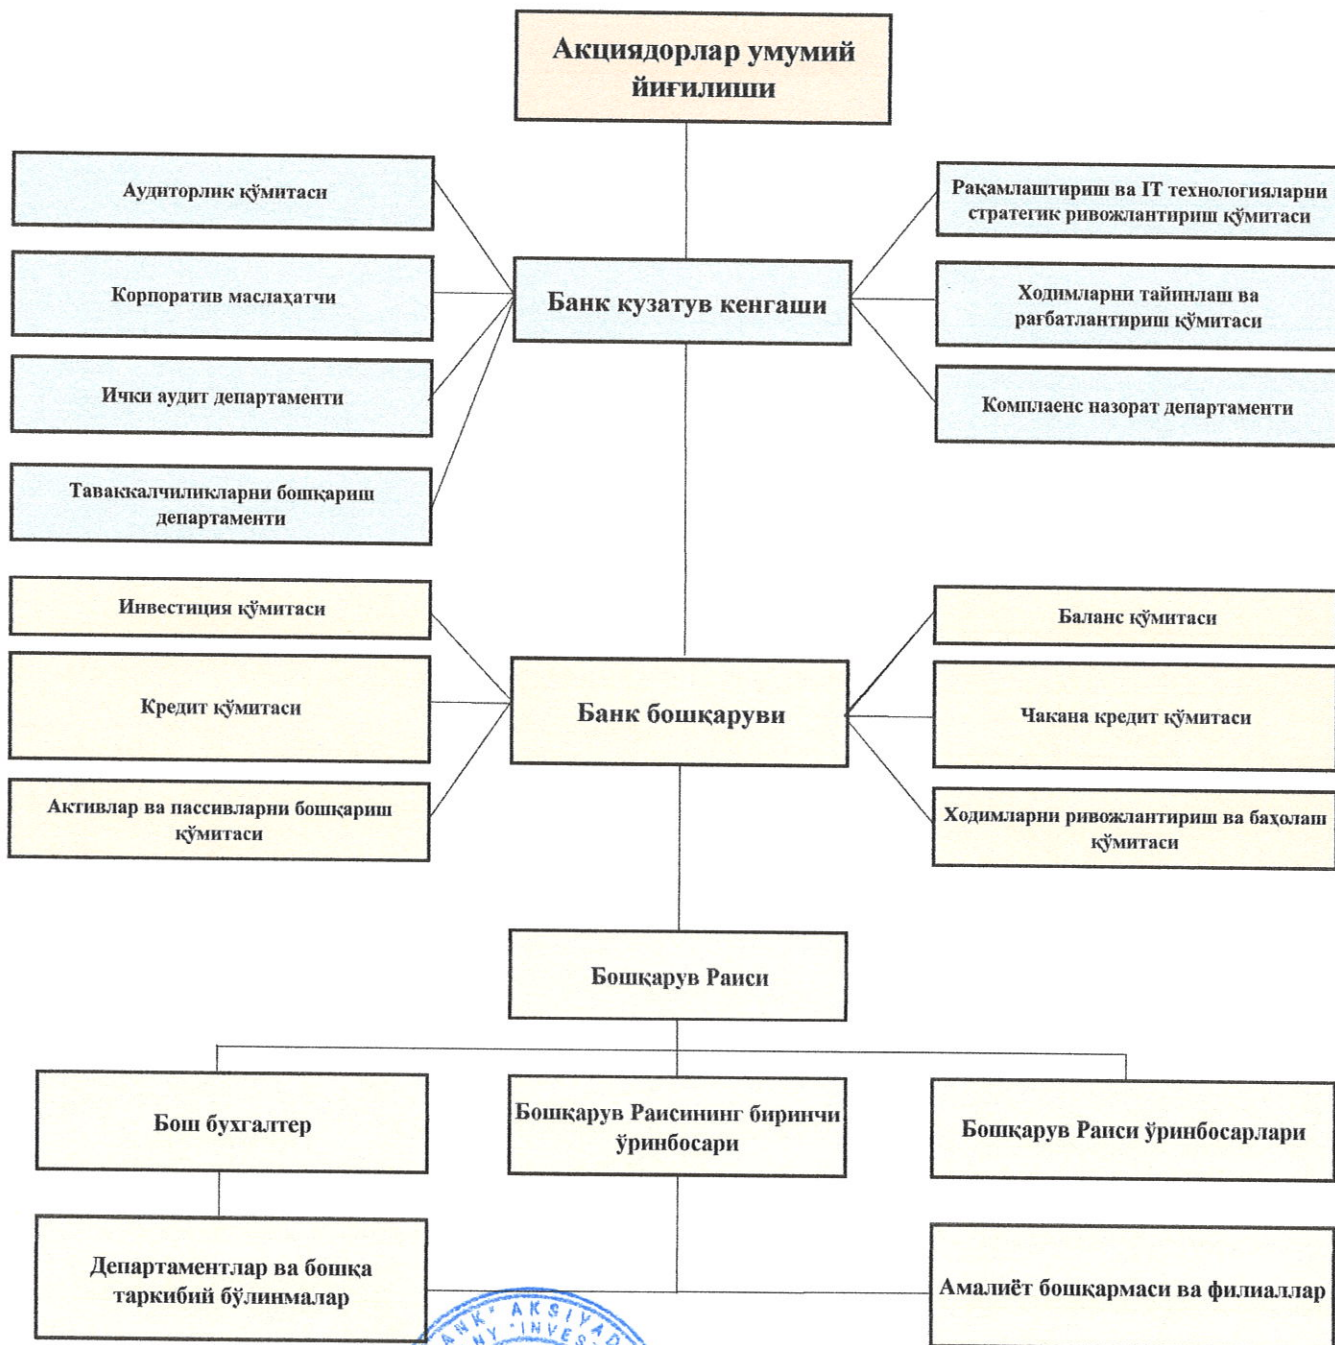 Акциядорлар умумий
йиғилиши
Аудиторлик қўмитаси
Рақамлаштириш ва IT технологияларни
стратегик ривожлантириш қўмитаси
Корпоратив маслаҳатчи
Банк кузатув кенгаши
Ходимларни тайинлаш ва
рағбатлантириш қўмитаси
Ички аудит департаменти
Комплаенс назорат департаменти
Таваккалчиликларни бошқариш
департаменти
Инвестиция қўмитаси
Баланс қўмитаси
Кредит қўмитаси
Банк бошқаруви
Чакана кредит қўмитаси
Активлар ва пассивларни бошқариш
қўмитаси
Ходимларни ривожлантириш ва баҳолаш
қўмитаси
Бошқарув Раиси
Бош бухгалтер
Бошқарув Раисининг биринчи
ўринбосари
Бошқарув Раиси ўринбосарлари
Департаментлар ва бошқа
таркибий бўлинмалар
Амалиёт бошқармаси ва филиаллар